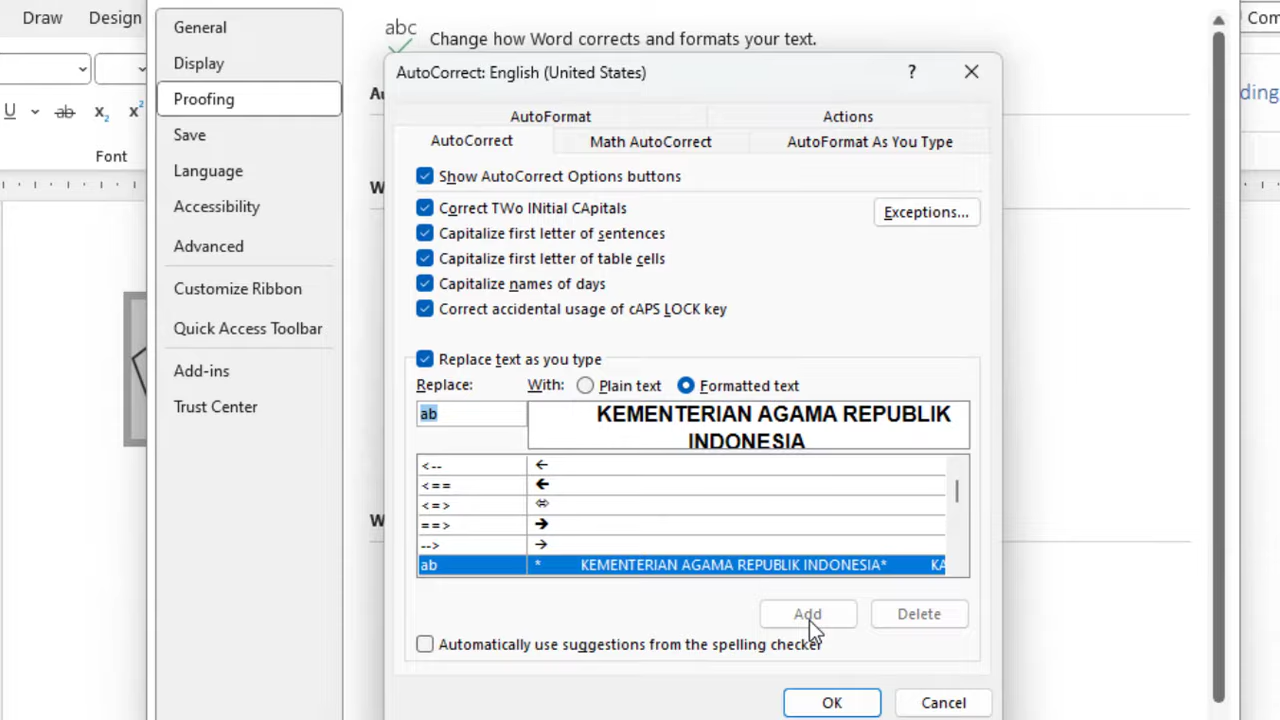 Draw Design
General
Display
Proofing
Save
Language
Accessibility
Advanced
Customize Ribbon
Quick Access Toolbar
Add-ins
Trust Center
U ab x₂ x²
Font
abc
Change how Word corrects and formats your text.
AutoCorrect: English (United States) ?
AutoFormat Actions
AutoCorrect Math AutoCorrect AutoFormat As You Type
Show AutoCorrect Options buttons
Correct TWo INitial CApitals
Exceptions...
Capitalize first letter of sentences
Capitalize first letter of table cells
Capitalize names of days
Correct accidental usage of cAPS LOCK key
Replace text as you type
Replace: With: Plain text Formatted text
ab KEMENTERIAN AGAMA REPUBLIK
INDONESIA
<-- ←
<== 🡸
<=> ⇔
==> 🡺
--> →
ab * KEMENTERIAN AGAMA REPUBLIK INDONESIA* KA
Add Delete
Automatically use suggestions from the spelling checker
OK Cancel